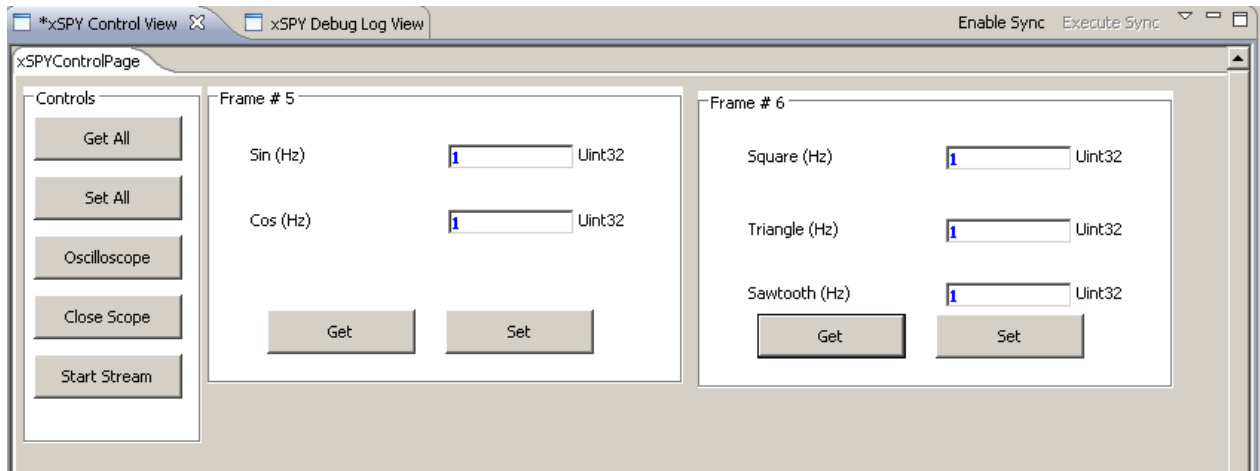 *xSPY Control View xSPY Debug Log View Enable Sync Execute Sync
xSPYControlPage
Controls
Get All
Set All
Oscilloscope
Close Scope
Start Stream
Frame # 5
Sin (Hz) 1 Uint32
Cos (Hz) 1 Uint32
Get Set
Frame # 6
Square (Hz) 1 Uint32
Triangle (Hz) 1 Uint32
Sawtooth (Hz) 1 Uint32
Get Set